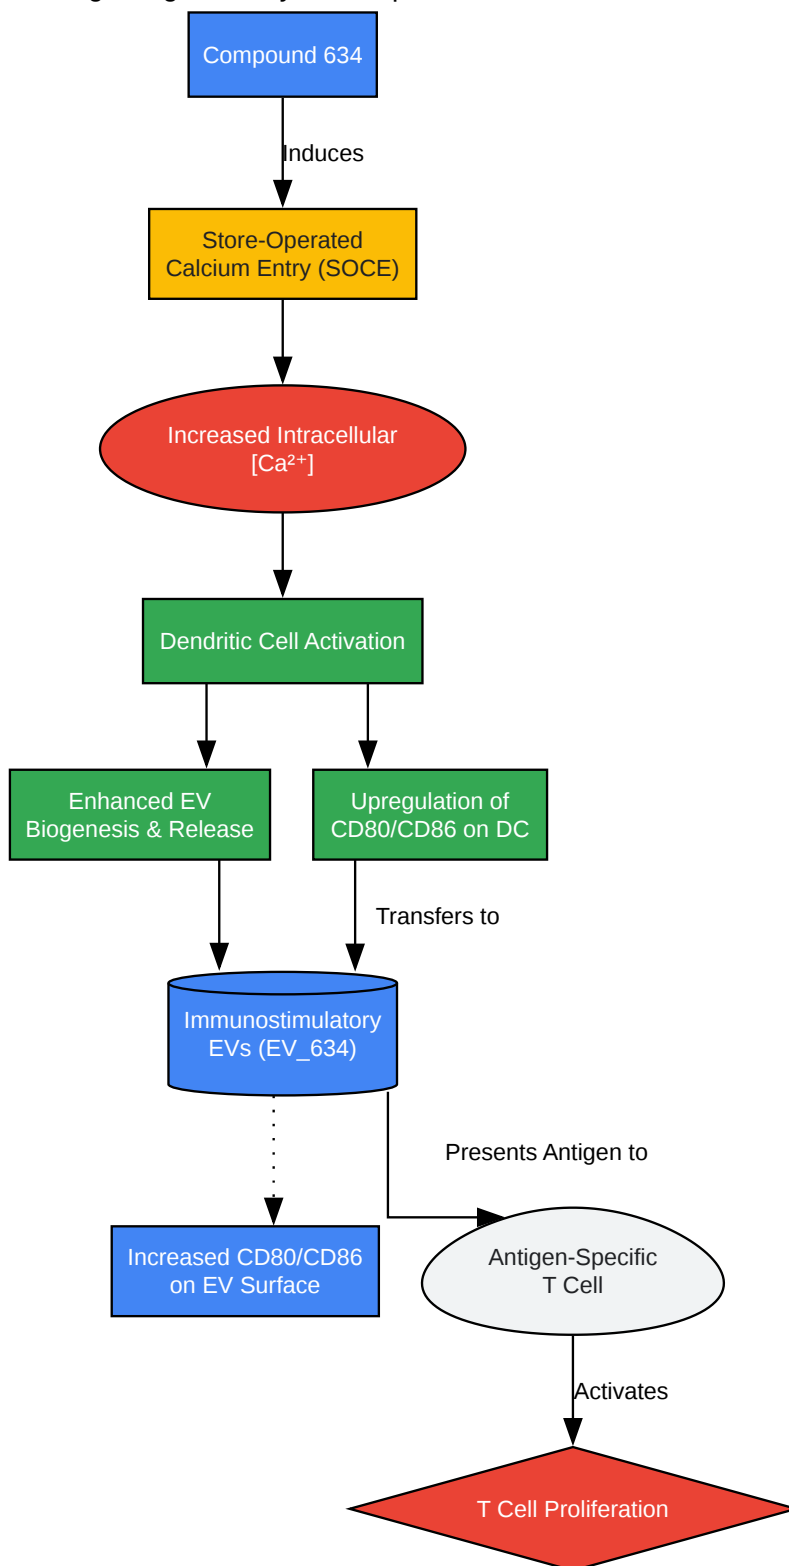 Compound 634
Induces
Store-Operated
Calcium Entry (SOCE)
Increased Intracellular
[Ca²⁺]
Dendritic Cell Activation
Enhanced EV
Biogenesis & Release
Upregulation of
CD80/CD86 on DC
Transfers to
Immunostimulatory
EVs (EV_634)
Presents Antigen to
Increased CD80/CD86
on EV Surface
Antigen-Specific
T Cell
Activates
T Cell Proliferation